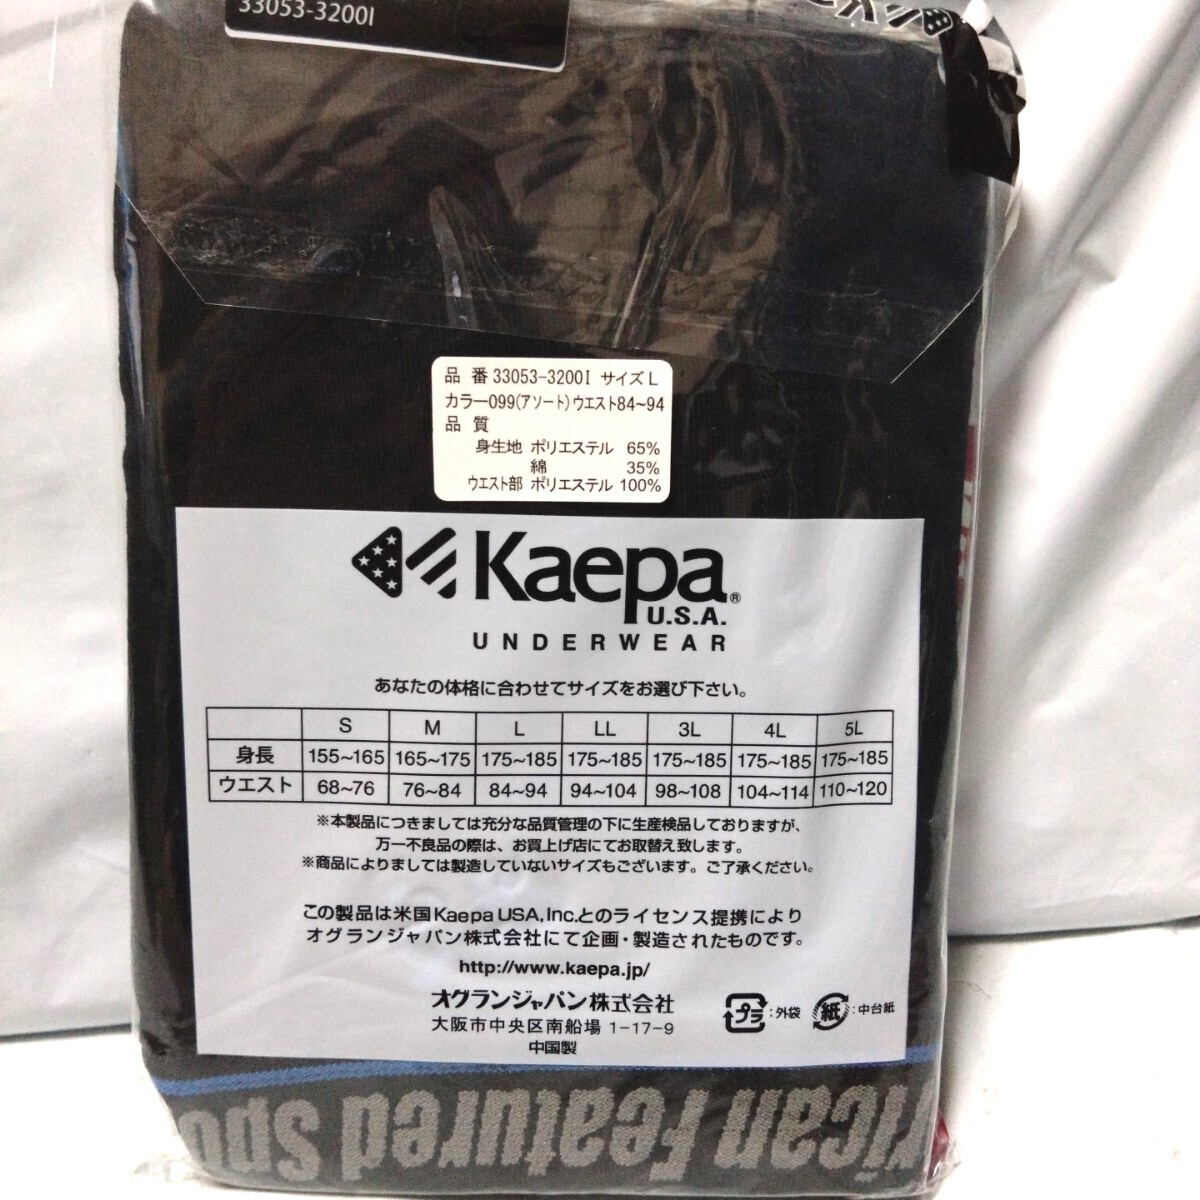 33053-3200I
品 番 33053-3200I サイズ L
カラー099(アソート)ウエスト84~94
品 質
身生地 ポリエステル 65%
綿 35%
ウエスト部 ポリエステル 100%
Kaepa®
U.S.A.
UNDERWEAR
あなたの体格に合わせてサイズをお選び下さい。
S M L LL 3L 4L 5L
身長 155~165 165~175 175~185 175~185 175~185 175~185 175~185
ウエスト 68~76 76~84 84~94 94~104 98~108 104~114 110~120
※本製品につきましては充分な品質管理の下に生産検品しておりますが、
万一不良品の際は、お買上げ店にてお取替え致します。
※商品によりましては製造していないサイズもございます。ご了承ください。
この製品は米国Kaepa USA, Inc.とのライセンス提携により
オグランジャパン株式会社にて企画・製造されたものです。
http://www.kaepa.jp/
オグランジャパン株式会社
大阪市中央区南船場 1-17-9
中国製
プラ :外袋 紙 :中台紙
rican Featured Spo